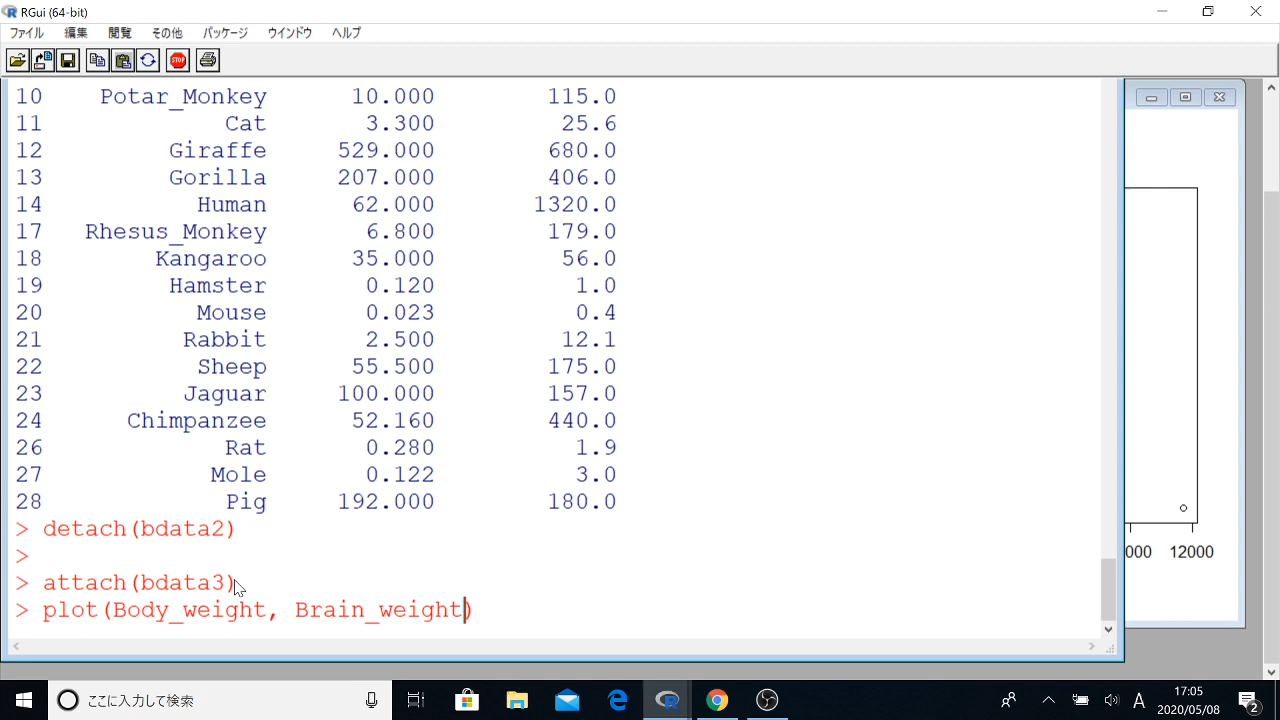 RGui (64-bit)
ファイル 編集 閲覧 その他 パッケージ ウインドウ ヘルプ
STOP
10 Potar_Monkey 10.000 115.0
11 Cat 3.300 25.6
12 Giraffe 529.000 680.0
13 Gorilla 207.000 406.0
14 Human 62.000 1320.0
17 Rhesus_Monkey 6.800 179.0
18 Kangaroo 35.000 56.0
19 Hamster 0.120 1.0
20 Mouse 0.023 0.4
21 Rabbit 2.500 12.1
22 Sheep 55.500 175.0
23 Jaguar 100.000 157.0
24 Chimpanzee 52.160 440.0
26 Rat 0.280 1.9
27 Mole 0.122 3.0
28 Pig 192.000 180.0
> detach(bdata2)
>
> attach(bdata3)
> plot(Body_weight, Brain_weight)
000 12000
ここに入力して検索
A
17:05
2020/05/08
2